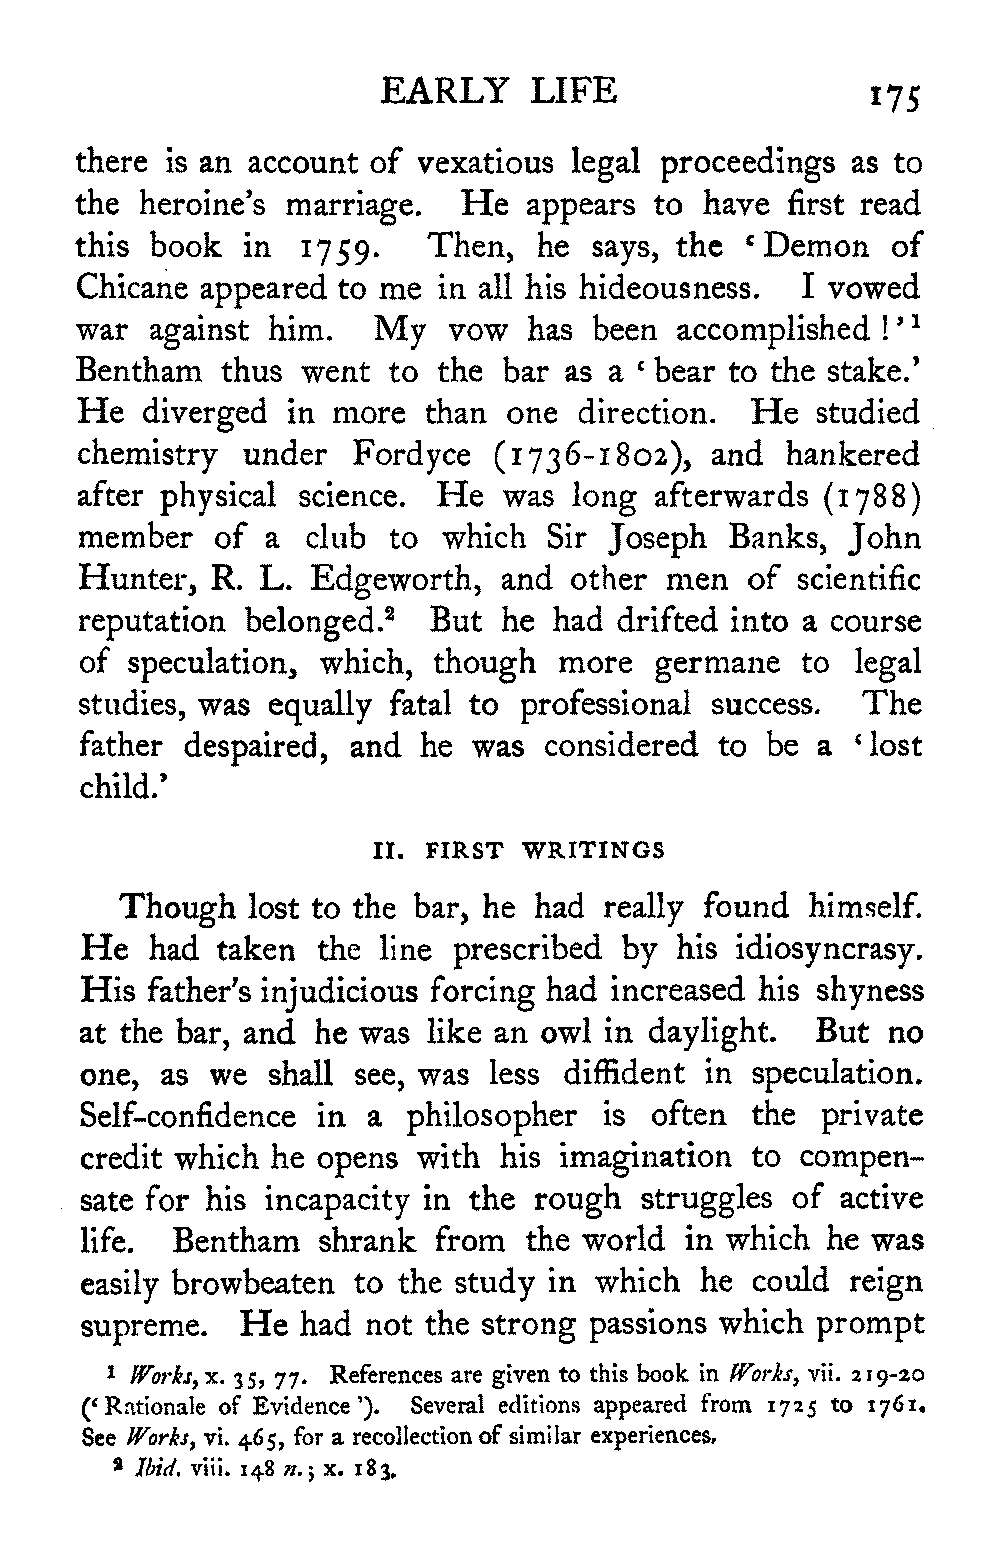 EARLY LIFE 175
there is an account of vexatious legal proceedings as to
the heroine's marriage. He appears to have first read
this book in 1759. Then, he says, the ‘Demon of
Chicane appeared to me in all his hideousness. I vowed
war against him. My vow has been accomplished!’¹
Bentham thus went to the bar as a ‘bear to the stake.’
He diverged in more than one direction. He studied
chemistry under Fordyce (1736-1802), and hankered
after physical science. He was long afterwards (1788)
member of a club to which Sir Joseph Banks, John
Hunter, R. L. Edgeworth, and other men of scientific
reputation belonged.² But he had drifted into a course
of speculation, which, though more germane to legal
studies, was equally fatal to professional success. The
father despaired, and he was considered to be a ‘lost
child.’
II. FIRST WRITINGS
Though lost to the bar, he had really found himself.
He had taken the line prescribed by his idiosyncrasy.
His father's injudicious forcing had increased his shyness
at the bar, and he was like an owl in daylight. But no
one, as we shall see, was less diffident in speculation.
Self-confidence in a philosopher is often the private
credit which he opens with his imagination to compen-
sate for his incapacity in the rough struggles of active
life. Bentham shrank from the world in which he was
easily browbeaten to the study in which he could reign
supreme. He had not the strong passions which prompt
¹ Works, x. 35, 77. References are given to this book in Works, vii. 219-20
(‘Rationale of Evidence’). Several editions appeared from 1725 to 1761.
See Works, vi. 465, for a recollection of similar experiences.
² Ibid. viii. 148 n.; x. 183.